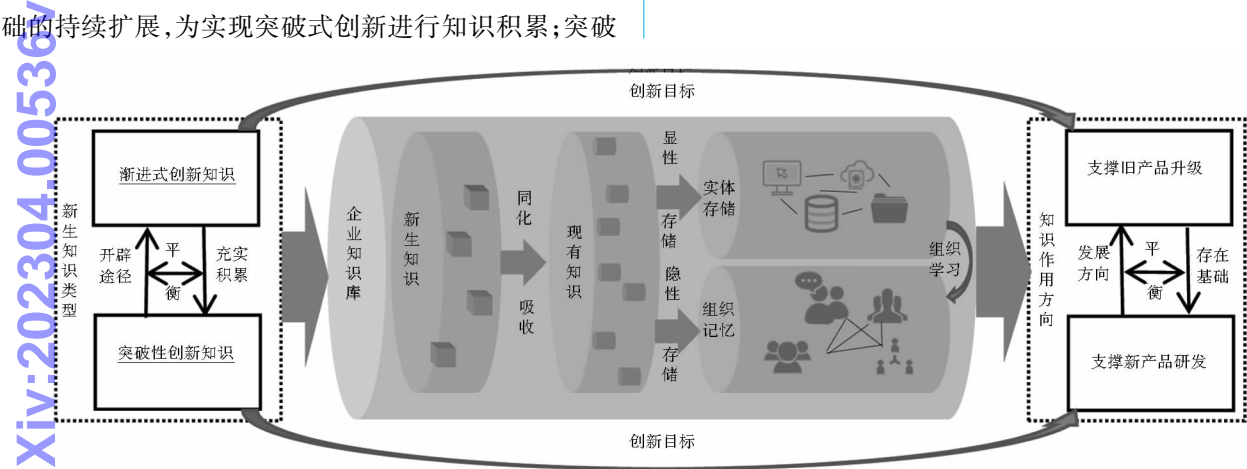 础的持续扩展,为实现突破式创新进行知识积累;突破
Xiv:202304.00536v
创新目标
创新目标
新生知识类型
渐进式创新知识
开辟途径
平衡
充实积累
突破性创新知识
企业知识库
新生知识
同化
吸收
现有知识
显性
存储
隐性
存储
实体存储
组织记忆
组织学习
知识作用方向
支撑旧产品升级
发展方向
平衡
存在基础
支撑新产品研发
创新目标